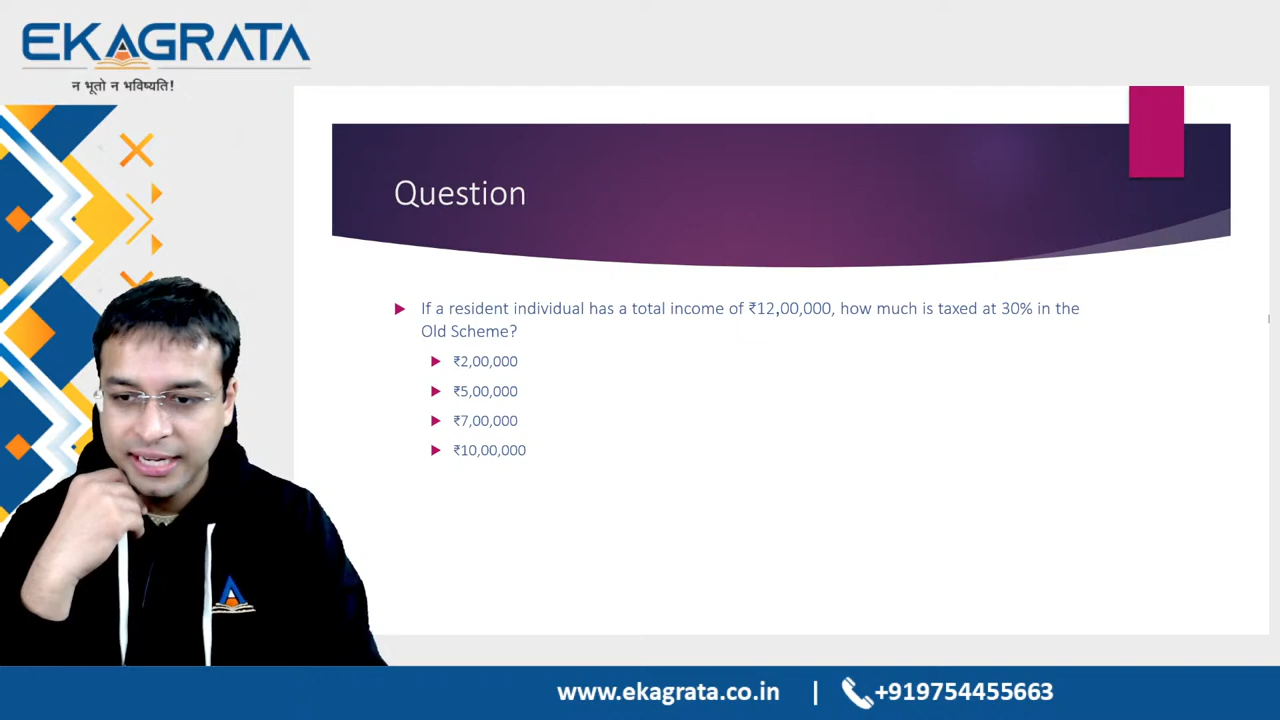 EKAGRATA
न भूतो न भविष्यति!
Question
If a resident individual has a total income of ₹12,00,000, how much is taxed at 30% in the
Old Scheme?
₹2,00,000
₹5,00,000
₹7,00,000
₹10,00,000
www.ekagrata.co.in | +919754455663